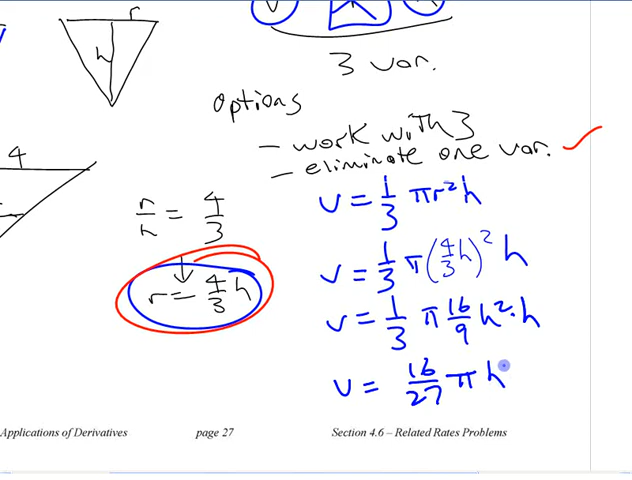 r
h
3 var.
options
4
– work with 3
– eliminate one var. ✓
r/h = 4/3
V = 1/3 πr²h
V = 1/3 π(4/3 h)² h
↓
r = 4/3 h
V = 1/3 π 16/9 h²·h
V = 16/27 π h
Applications of Derivatives page 27 Section 4.6 – Related Rates Problems